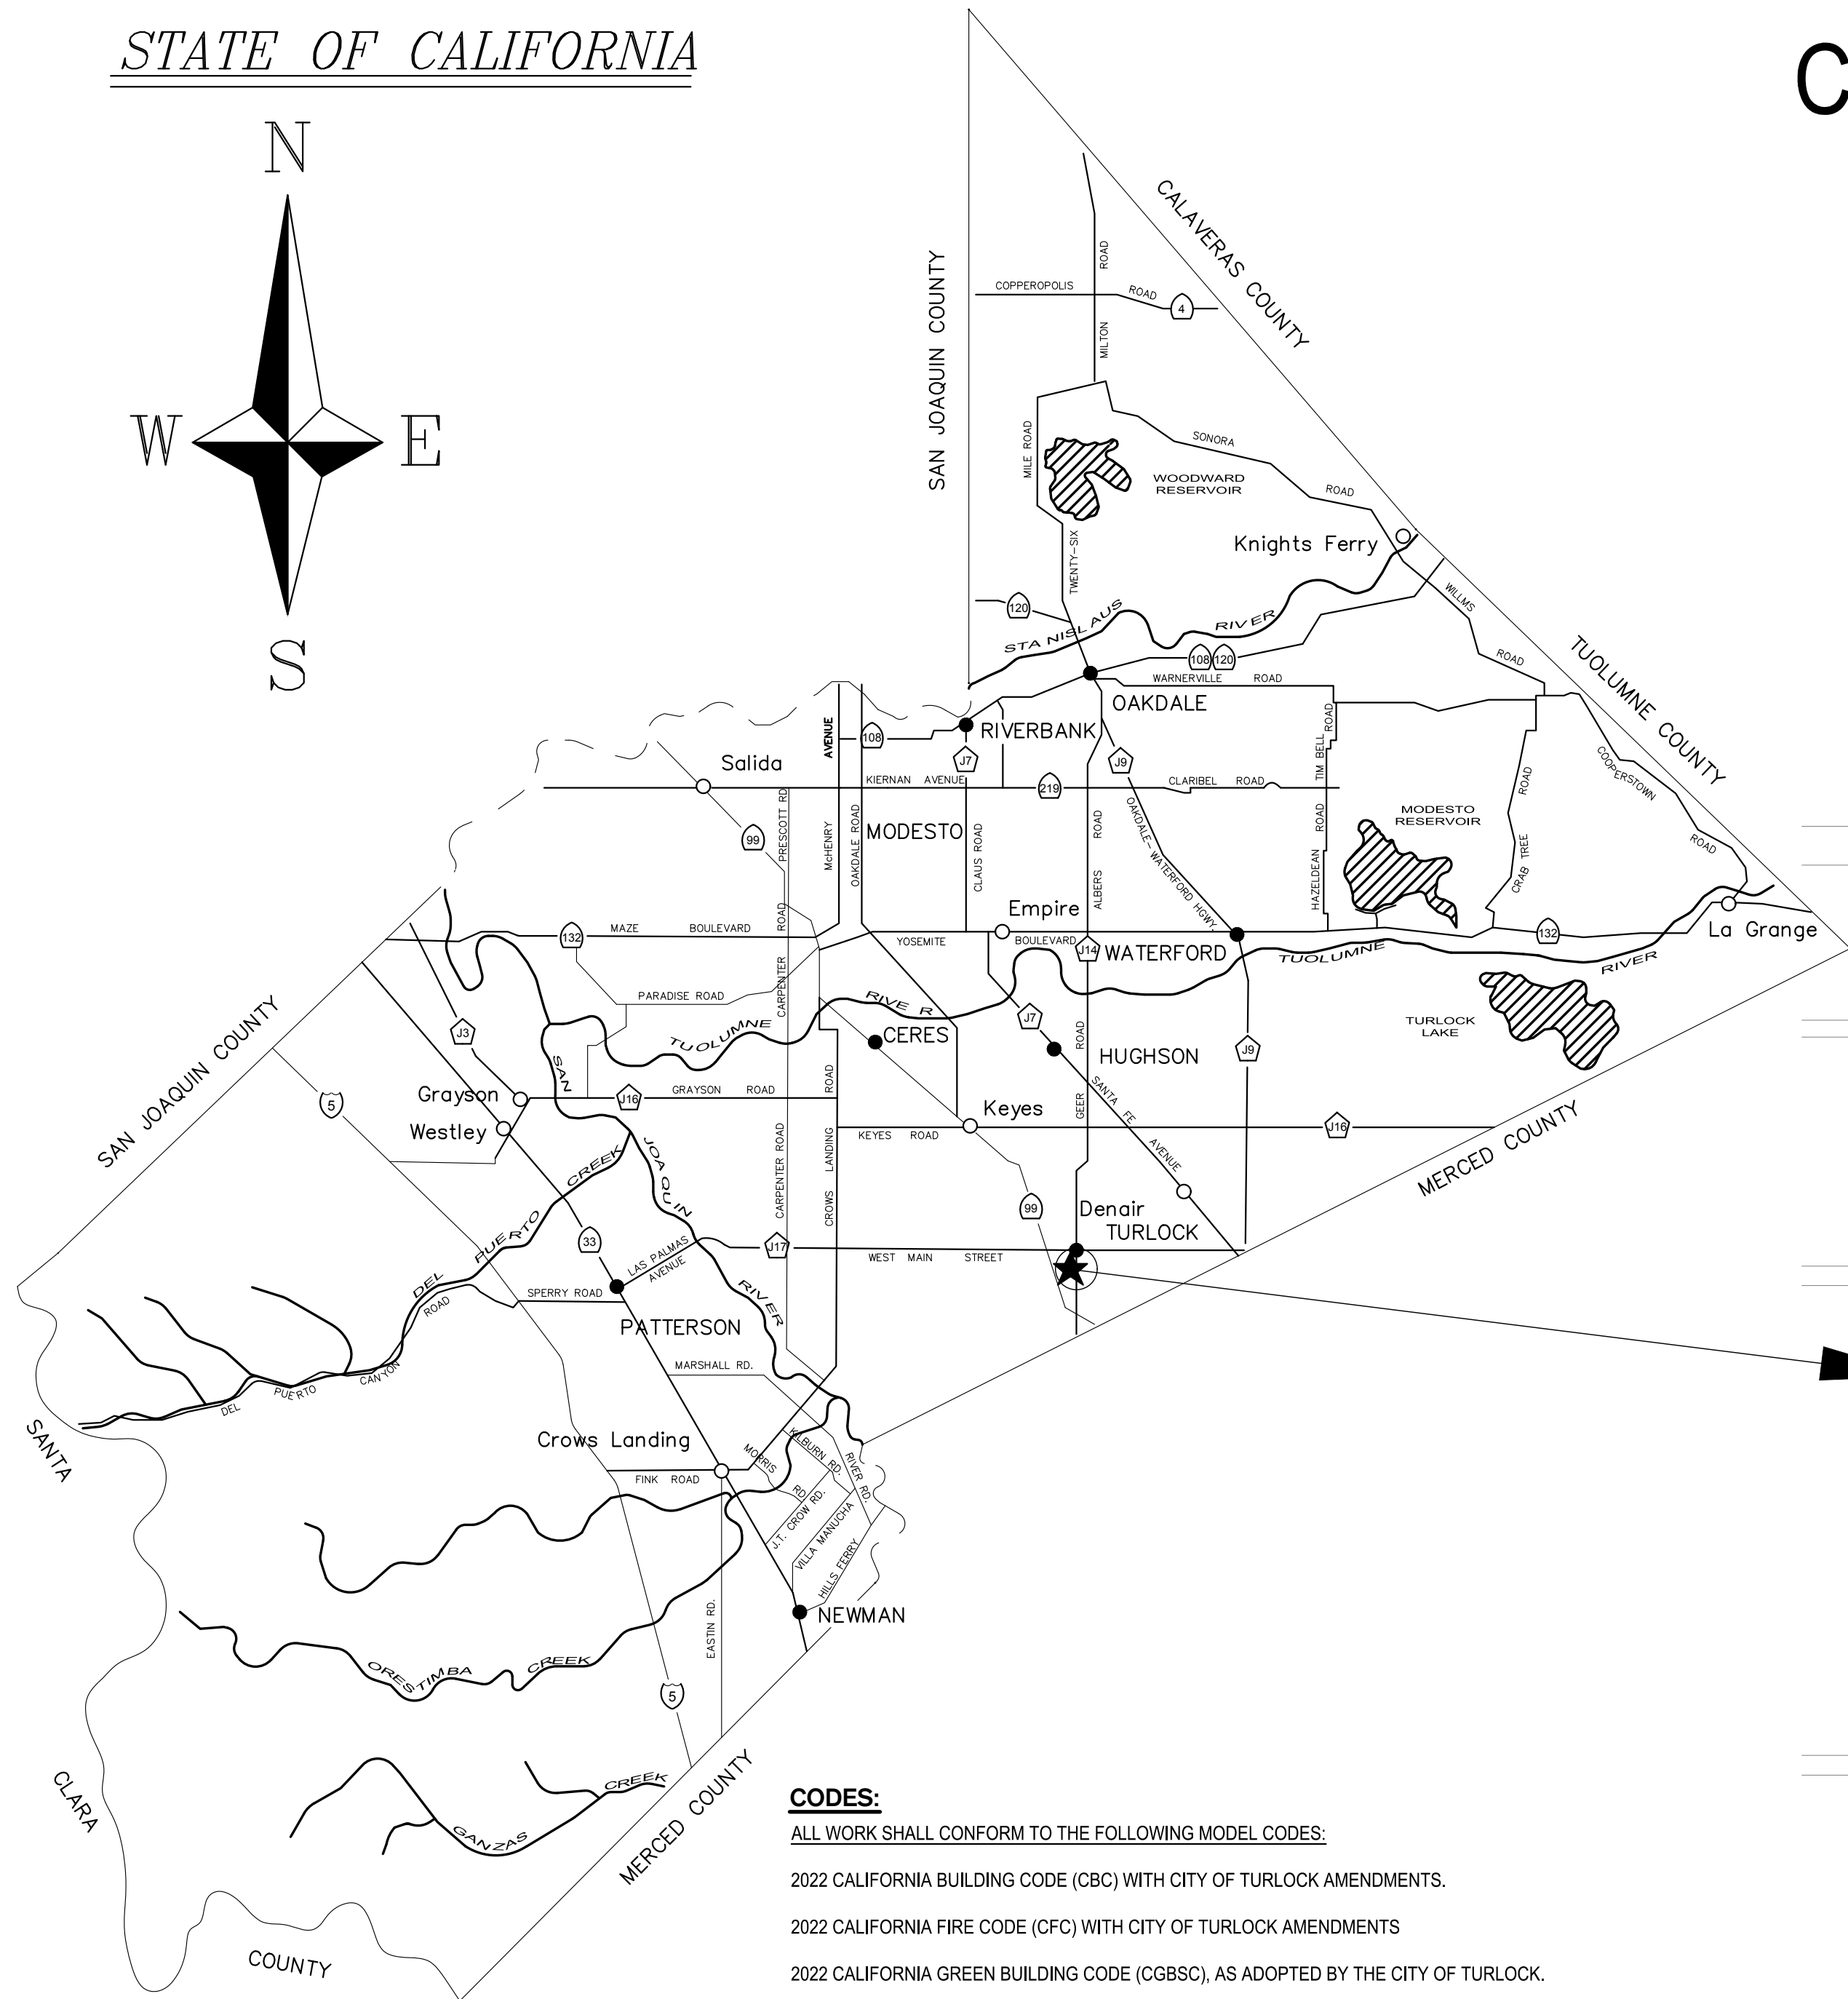 STATE OF CALIFORNIA
C
N
W
E
S
SAN JOAQUIN COUNTY
CALAVERAS COUNTY
COPPEROPOLIS ROAD
4
MILTON ROAD
MILE ROAD
TWENTY-SIX
SONORA ROAD
WOODWARD
RESERVOIR
Knights Ferry
120
STANISLAUS RIVER
WILLMS ROAD
TUOLUMNE COUNTY
108
120
WARNERVILLE ROAD
OAKDALE
RIVERBANK
108
J7
J9
AVENUE
McHENRY
OAKDALE ROAD
PRESCOTT RD
Salida
99
KIERNAN AVENUE
219
CLARIBEL ROAD
TIM BELL ROAD
HAZELDEAN ROAD
COOPERSTOWN ROAD
CRAB TREE ROAD
MODESTO
MODESTO
RESERVOIR
CLAUS ROAD
ALBERS ROAD
OAKDALE-WATERFORD HGWY.
Empire
132
MAZE BOULEVARD
CARPENTER ROAD
YOSEMITE BOULEVARD
J14
WATERFORD
TUOLUMNE RIVER
132
La Grange
TURLOCK
LAKE
PARADISE ROAD
TUOLUMNE RIVER
CERES
J7
HUGHSON
J9
GEER ROAD
SANTA FE AVENUE
SAN JOAQUIN COUNTY
J3
5
Grayson
Westley
J16
GRAYSON ROAD
Keyes
KEYES ROAD
J16
MERCED COUNTY
SAN JOAQUIN RIVER
CARPENTER ROAD
CROWS LANDING ROAD
99
Denair
TURLOCK
DEL PUERTO CREEK
33
LAS PALMAS
AVENUE
J17
WEST MAIN STREET
SPERRY ROAD
PATTERSON
DEL PUERTO CANYON ROAD
MARSHALL RD.
SANTA
Crows Landing
FINK ROAD
MORRIS RD.
KILBURN RD.
RIVER RD.
J.T. CROW RD.
VILLA MANUCHA
HILLS FERRY
NEWMAN
EASTIN RD.
ORESTIMBA CREEK
5
CLARA
GANZAS CREEK
MERCED COUNTY
COUNTY
CODES:
ALL WORK SHALL CONFORM TO THE FOLLOWING MODEL CODES:
2022 CALIFORNIA BUILDING CODE (CBC) WITH CITY OF TURLOCK AMENDMENTS.
2022 CALIFORNIA FIRE CODE (CFC) WITH CITY OF TURLOCK AMENDMENTS
2022 CALIFORNIA GREEN BUILDING CODE (CGBSC), AS ADOPTED BY THE CITY OF TURLOCK.